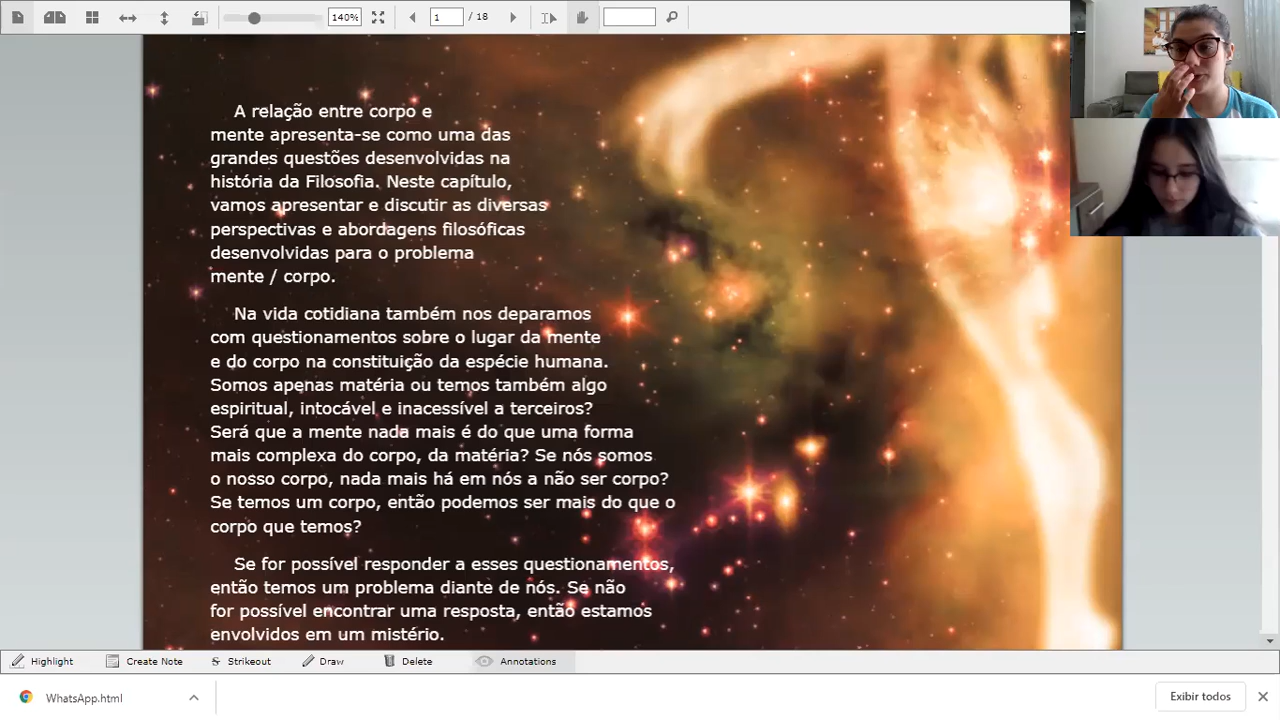 140%
1 / 18
A relação entre corpo e
mente apresenta-se como uma das
grandes questões desenvolvidas na
história da Filosofia. Neste capítulo,
vamos apresentar e discutir as diversas
perspectivas e abordagens filosóficas
desenvolvidas para o problema
mente / corpo.
Na vida cotidiana também nos deparamos
com questionamentos sobre o lugar da mente
e do corpo na constituição da espécie humana.
Somos apenas matéria ou temos também algo
espiritual, intocável e inacessível a terceiros?
Será que a mente nada mais é do que uma forma
mais complexa do corpo, da matéria? Se nós somos
o nosso corpo, nada mais há em nós a não ser corpo?
Se temos um corpo, então podemos ser mais do que o
corpo que temos?
Se for possível responder a esses questionamentos,
então temos um problema diante de nós. Se não
for possível encontrar uma resposta, então estamos
envolvidos em um mistério.
Highlight Create Note Strikeout Draw Delete Annotations
WhatsApp.html Exibir todos